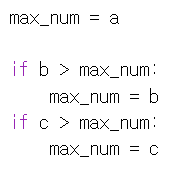 max_num = a

if b > max_num:
    max_num = b
if c > max_num:
    max_num = c